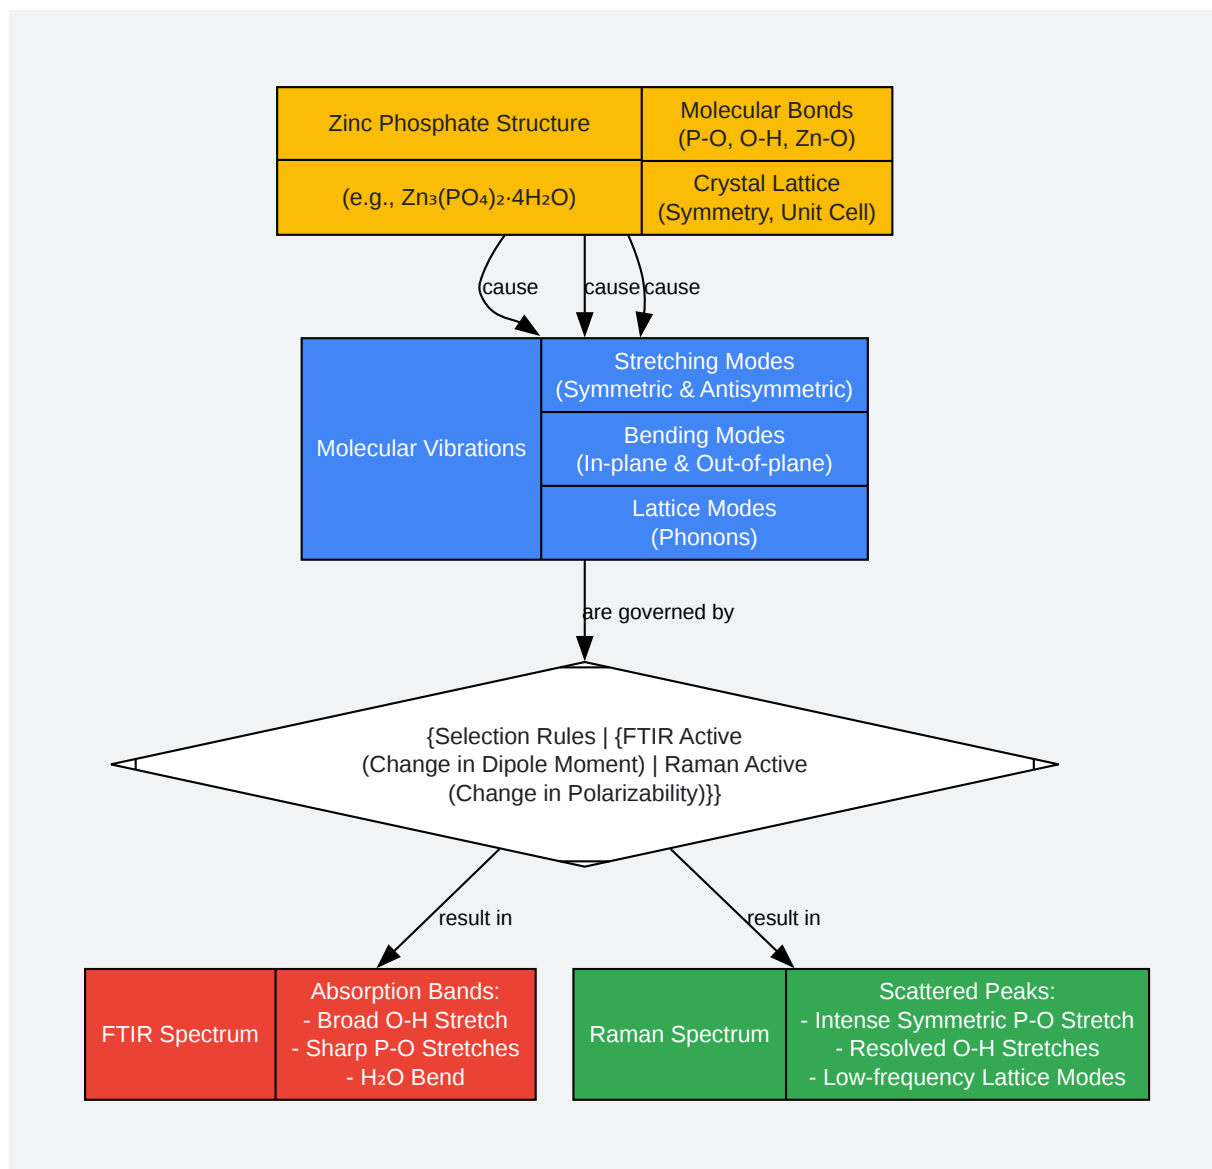 Zinc Phosphate Structure
(e.g., Zn₃(PO₄)₂·4H₂O)
Molecular Bonds
(P-O, O-H, Zn-O)
Crystal Lattice
(Symmetry, Unit Cell)
cause
cause
cause
Molecular Vibrations
Stretching Modes
(Symmetric & Antisymmetric)
Bending Modes
(In-plane & Out-of-plane)
Lattice Modes
(Phonons)
are governed by
{Selection Rules | {FTIR Active
(Change in Dipole Moment) | Raman Active
(Change in Polarizability)}}
result in
result in
FTIR Spectrum
Absorption Bands:
- Broad O-H Stretch
- Sharp P-O Stretches
- H₂O Bend
Raman Spectrum
Scattered Peaks:
- Intense Symmetric P-O Stretch
- Resolved O-H Stretches
- Low-frequency Lattice Modes